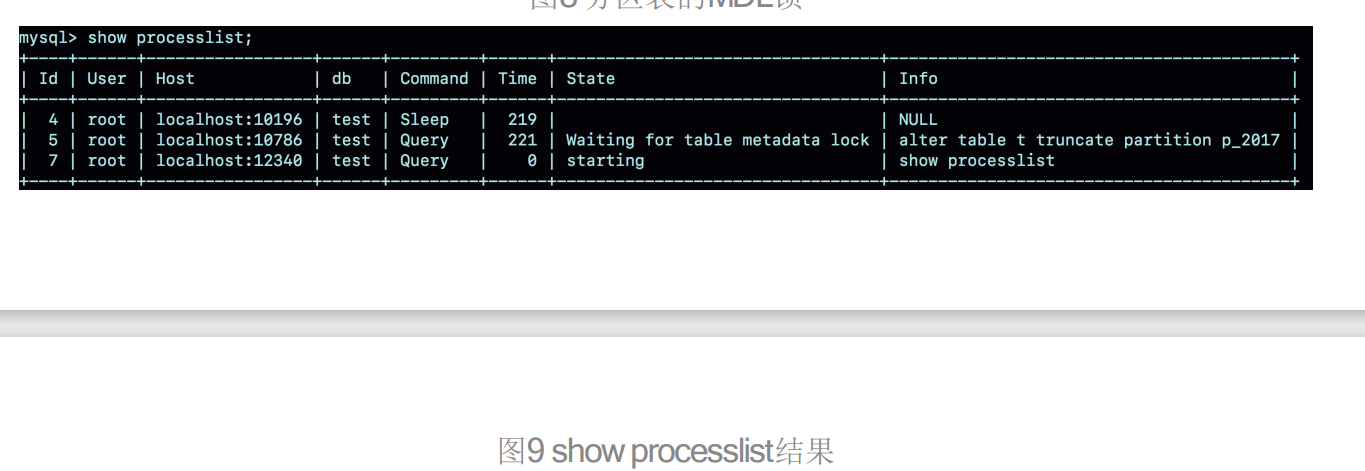 图8 分区表的MDL锁
mysql> show processlist;
+----+------+-----------------+------+---------+------+---------------------------------+-----------------------------------------+
| Id | User | Host            | db   | Command | Time | State                           | Info                                    |
+----+------+-----------------+------+---------+------+---------------------------------+-----------------------------------------+
|  4 | root | localhost:10196 | test | Sleep   |  219 |                                 | NULL                                    |
|  5 | root | localhost:10786 | test | Query   |  221 | Waiting for table metadata lock | alter table t truncate partition p_2017 |
|  7 | root | localhost:12340 | test | Query   |    0 | starting                        | show processlist                        |
+----+------+-----------------+------+---------+------+---------------------------------+-----------------------------------------+
图9 show processlist结果